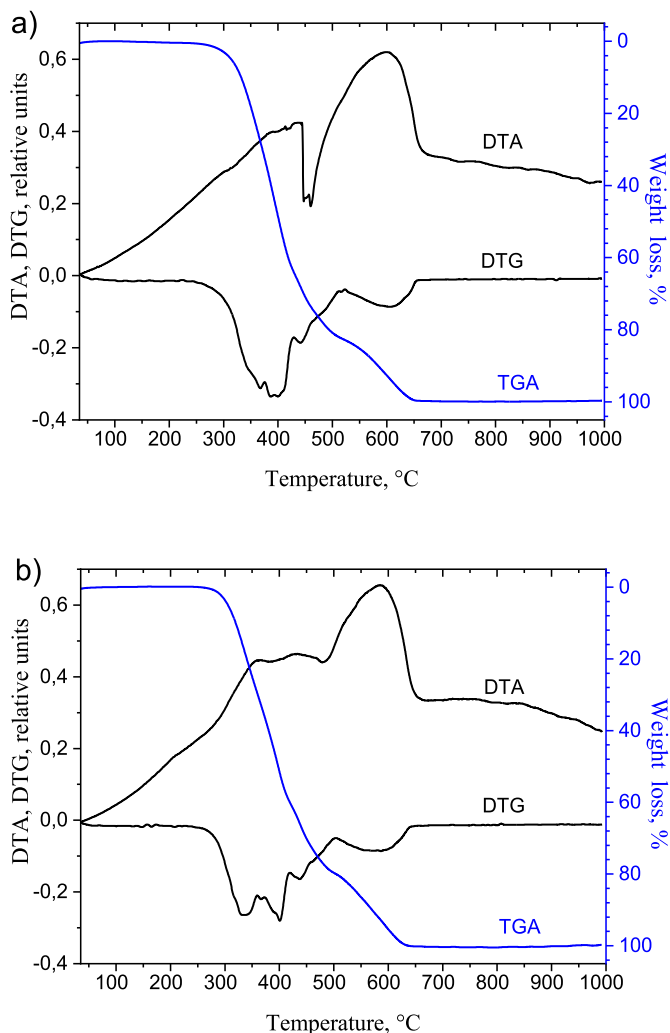 a)
0,6
0,4
0,2
0,0
-0,2
-0,4
DTA, DTG, relative units
0
20
40
60
80
100
Weight loss, %
DTA
DTG
TGA
100 200 300 400 500 600 700 800 900 1000
Temperature, °C
b)
0,6
0,4
0,2
0,0
-0,2
-0,4
DTA, DTG, relative units
0
20
40
60
80
100
Weight loss, %
DTA
DTG
TGA
100 200 300 400 500 600 700 800 900 1000
Temperature, °C